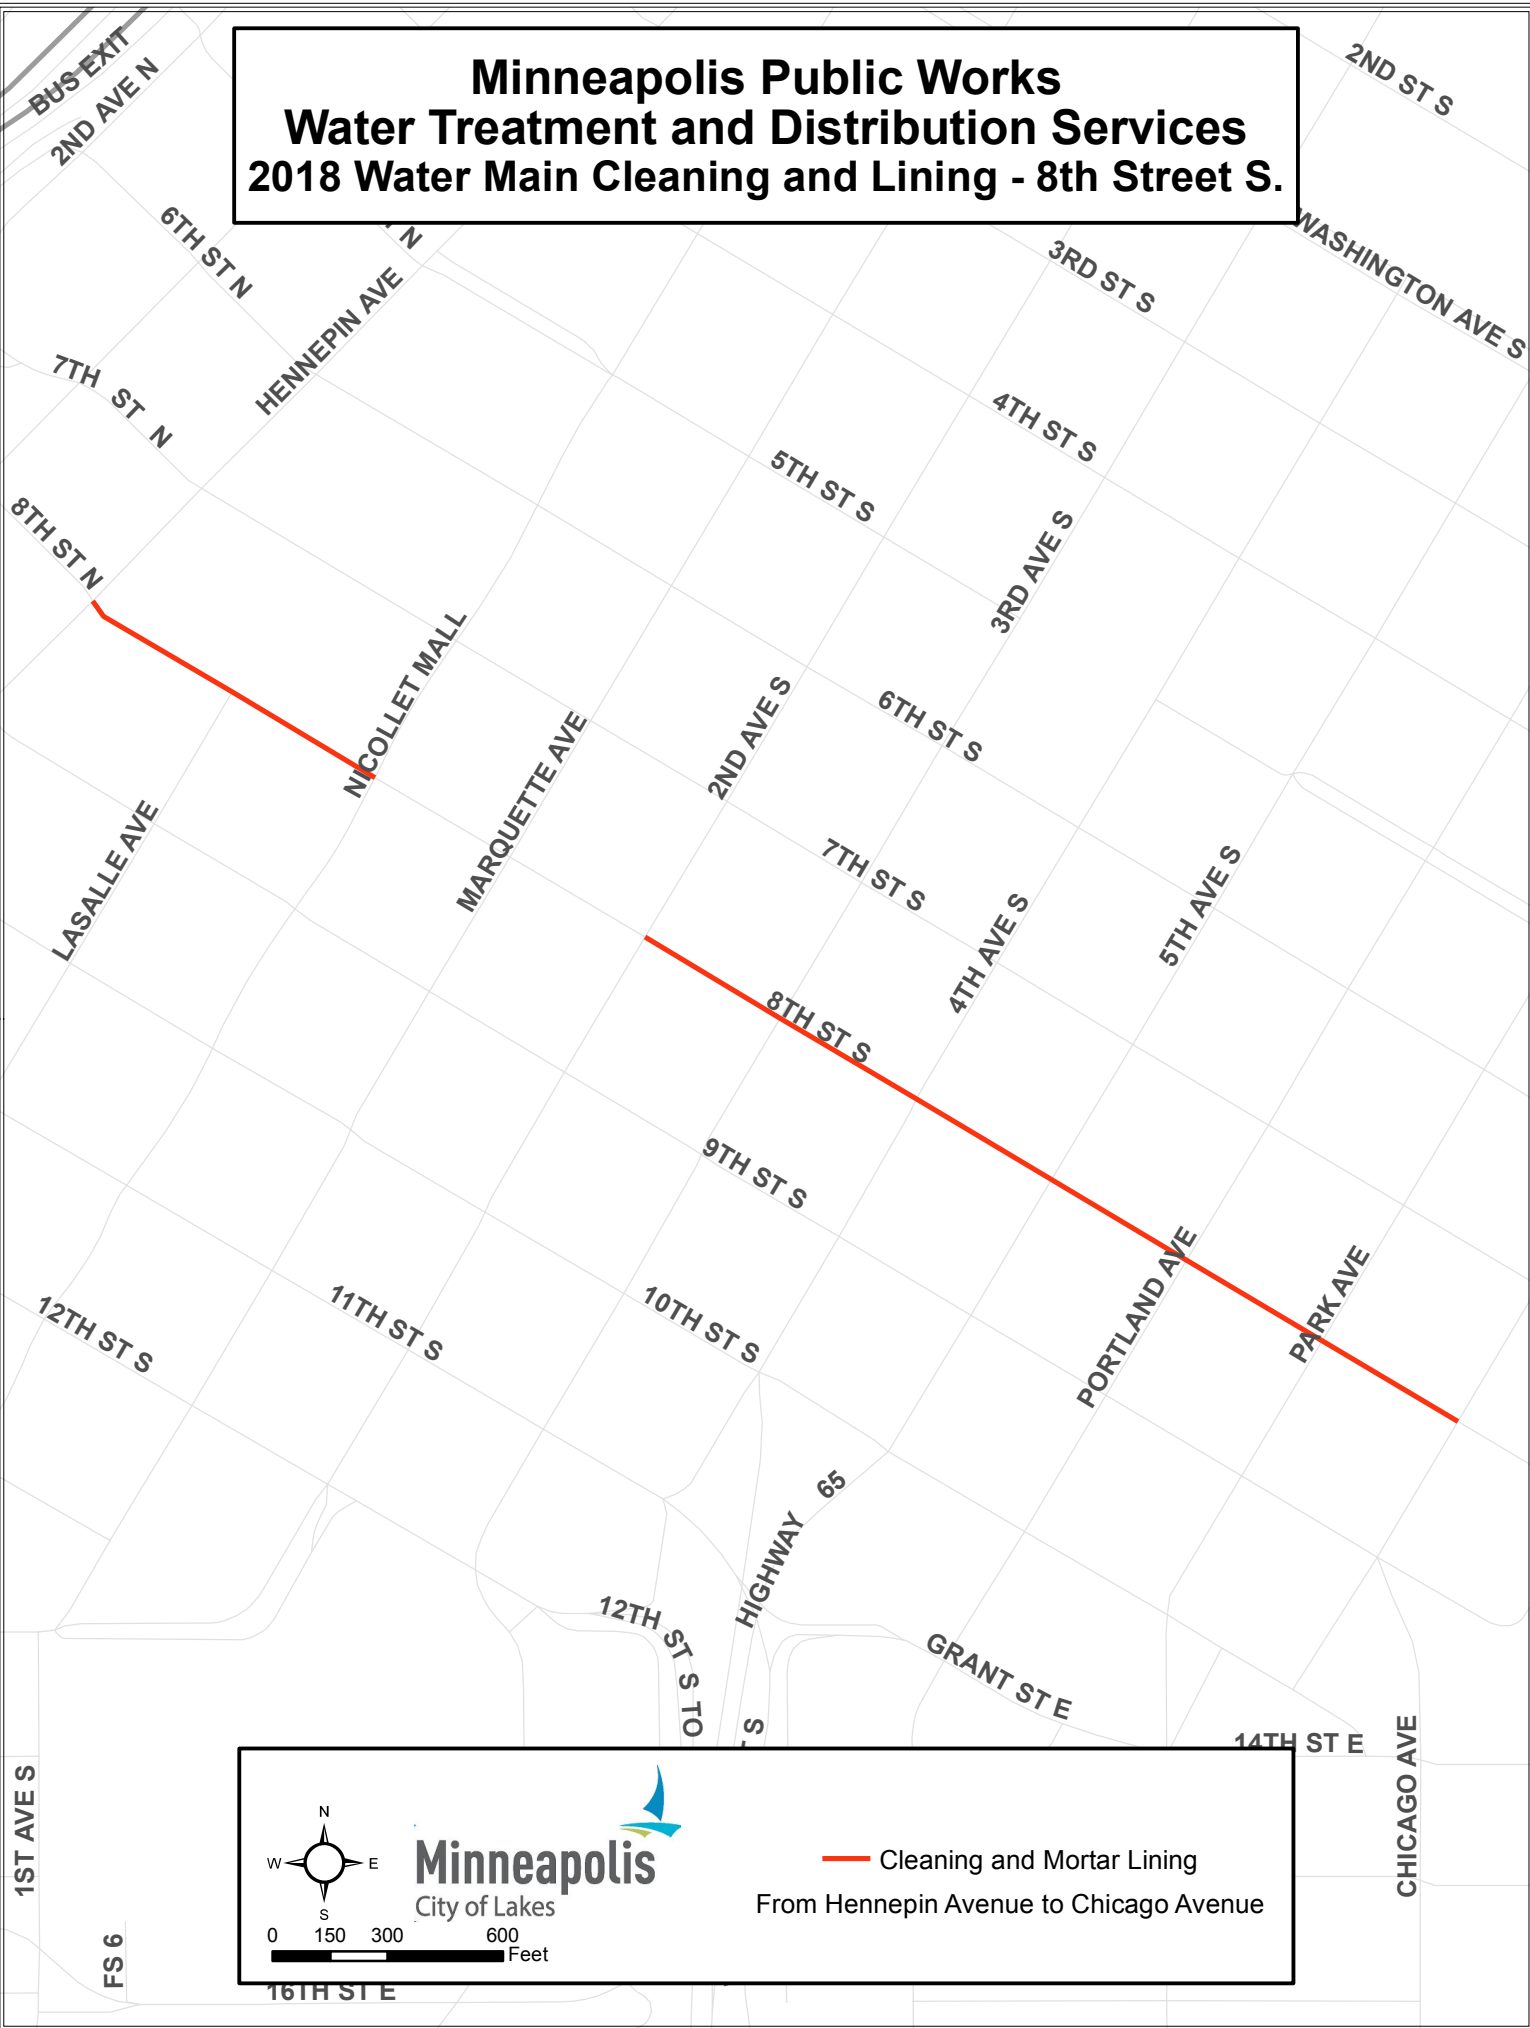 Minneapolis Public Works
Water Treatment and Distribution Services
2018 Water Main Cleaning and Lining - 8th Street S.
BUS EXIT
2ND AVE N
2ND ST S
WASHINGTON AVE S
6TH ST N
N
HENNEPIN AVE
3RD ST S
7TH ST N
4TH ST S
5TH ST S
8TH ST N
3RD AVE S
NICOLLET MALL
MARQUETTE AVE
2ND AVE S
6TH ST S
LASALLE AVE
7TH ST S
5TH AVE S
4TH AVE S
8TH ST S
9TH ST S
PORTLAND AVE
PARK AVE
12TH ST S
11TH ST S
10TH ST S
HIGHWAY 65
12TH ST S TO
T S
GRANT ST E
14TH ST E
CHICAGO AVE
1ST AVE S
FS 6
16TH ST E
N
W E
S
Minneapolis
City of Lakes
0 150 300 600
Feet
Cleaning and Mortar Lining
From Hennepin Avenue to Chicago Avenue